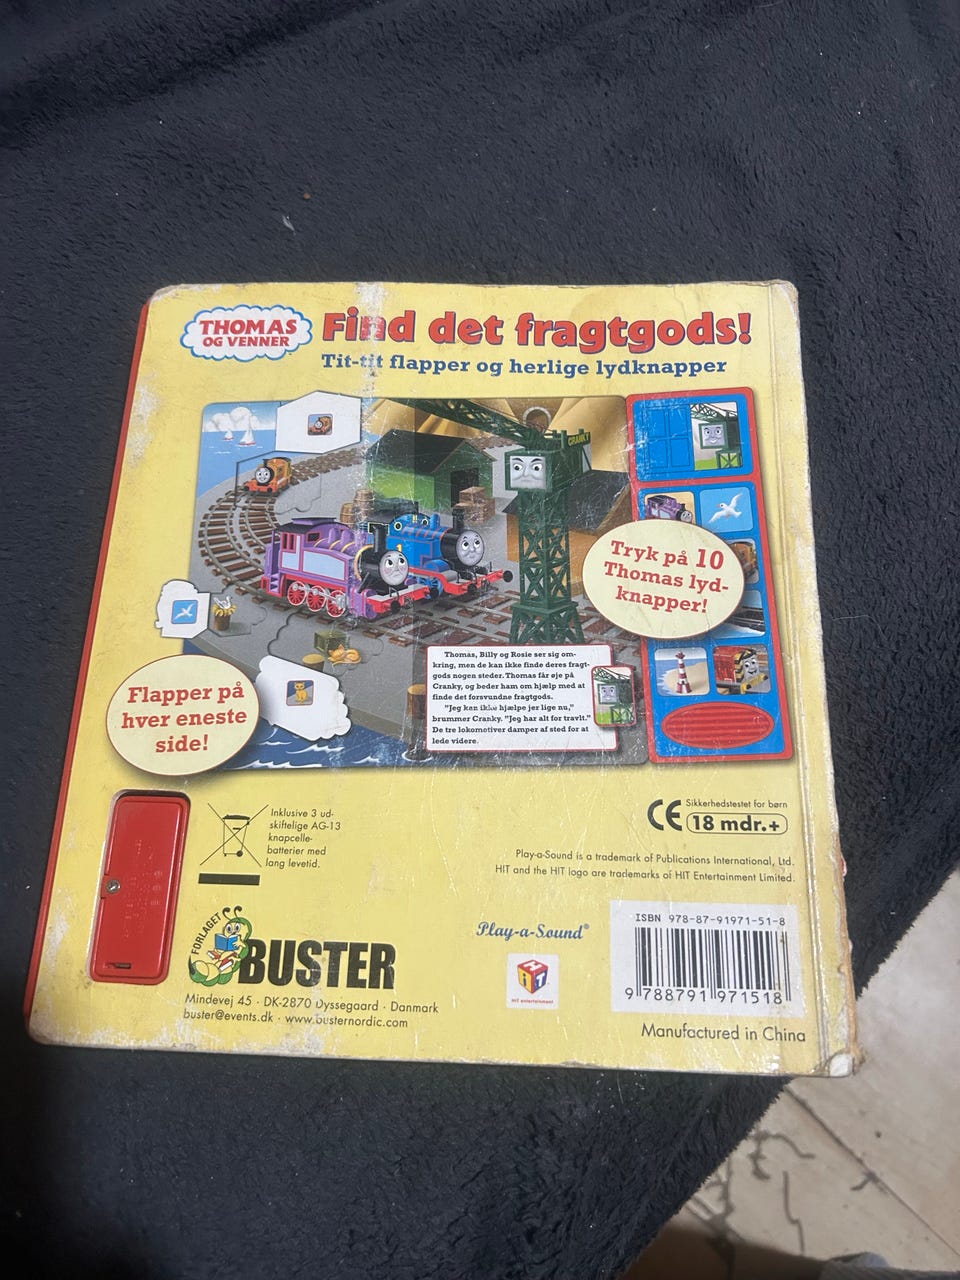 THOMAS
OG VENNER
Find det fragtgods!
Tit-tit flapper og herlige lydknapper
CRANKY
1
Tryk på 10
Thomas lyd-
knapper!
Thomas, Billy og Rosie ser sig om-
kring, men de kan ikke finde deres fragt-
gods nogen steder. Thomas får øje på
Cranky, og beder ham om hjælp med at
finde det forsvundne fragtgods.
"Jeg kan ikke hjælpe jer lige nu,"
brummer Cranky. "Jeg har alt for travlt."
De tre lokomotiver damper af sted for at
lede videre.
Flapper på
hver eneste
side!
Inklusive 3 ud-
skiftelige AG-13
knapcelle-
batterier med
lang levetid.
CE Sikkerhedstestet for børn
18 mdr.+
Play-a-Sound is a trademark of Publications International, Ltd.
HIT and the HIT logo are trademarks of HIT Entertainment Limited.
FORLAGET
BUSTER
Mindevej 45 · DK-2870 Dyssegaard · Danmark
buster@events.dk · www.busternordic.com
Play-a-Sound®
HiT
HIT entertainment
ISBN 978-87-91971-51-8
9 788791 971518
Manufactured in China